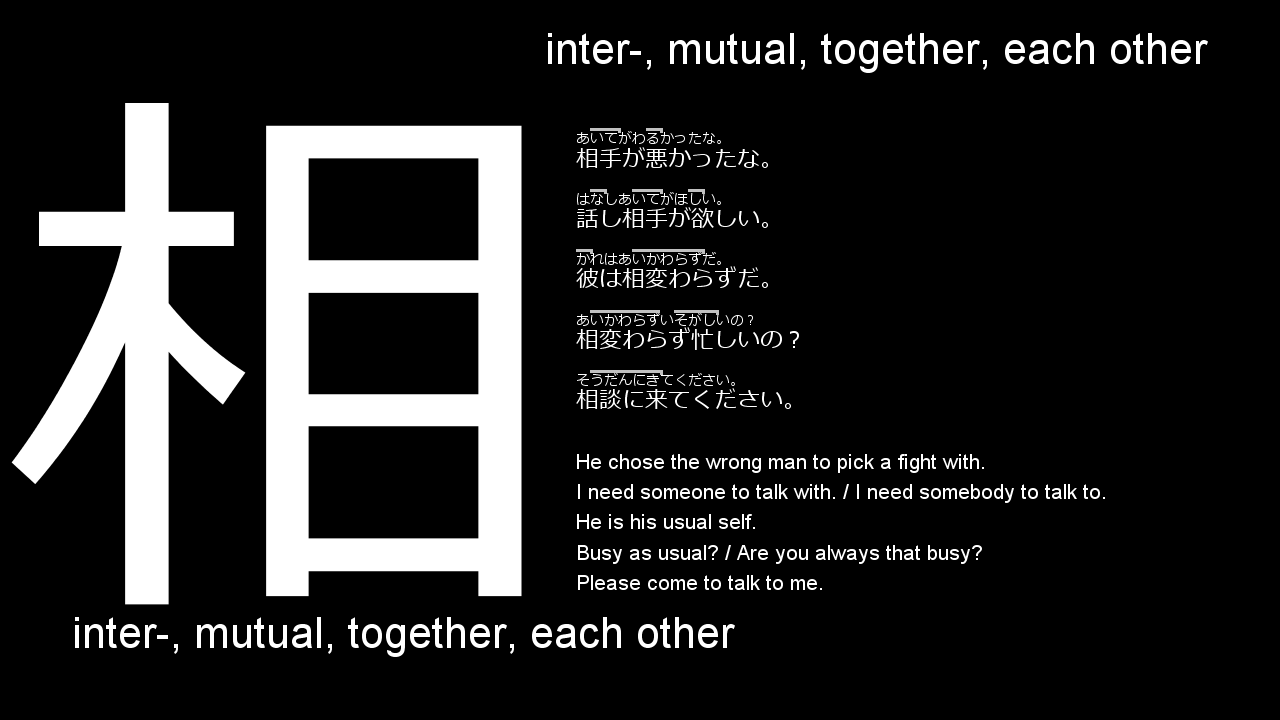 inter-, mutual, together, each other
相
あいてがわるかったな。
相手が悪かったな。
はなしあいてがほしい。
話し相手が欲しい。
かれはあいかわらずだ。
彼は相変わらずだ。
あいかわらずいそがしいの？
相変わらず忙しいの？
そうだんにきてください。
相談に来てください。
He chose the wrong man to pick a fight with.
I need someone to talk with. / I need somebody to talk to.
He is his usual self.
Busy as usual? / Are you always that busy?
Please come to talk to me.
inter-, mutual, together, each other